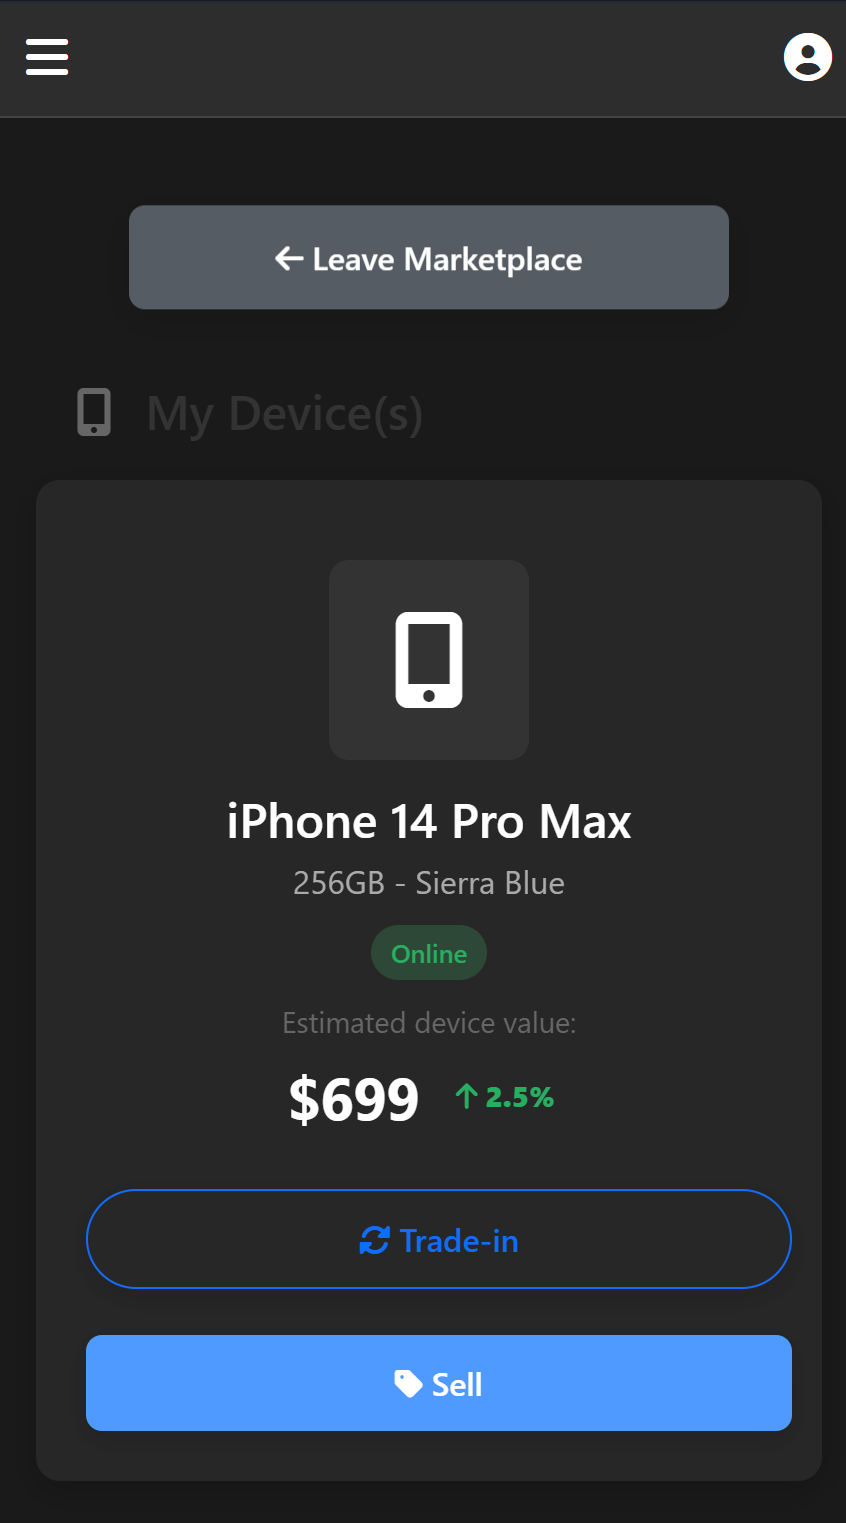 Leave Marketplace
My Device(s)
iPhone 14 Pro Max
256GB - Sierra Blue
Online
Estimated device value:
$699 ↑ 2.5%
Trade-in
Sell